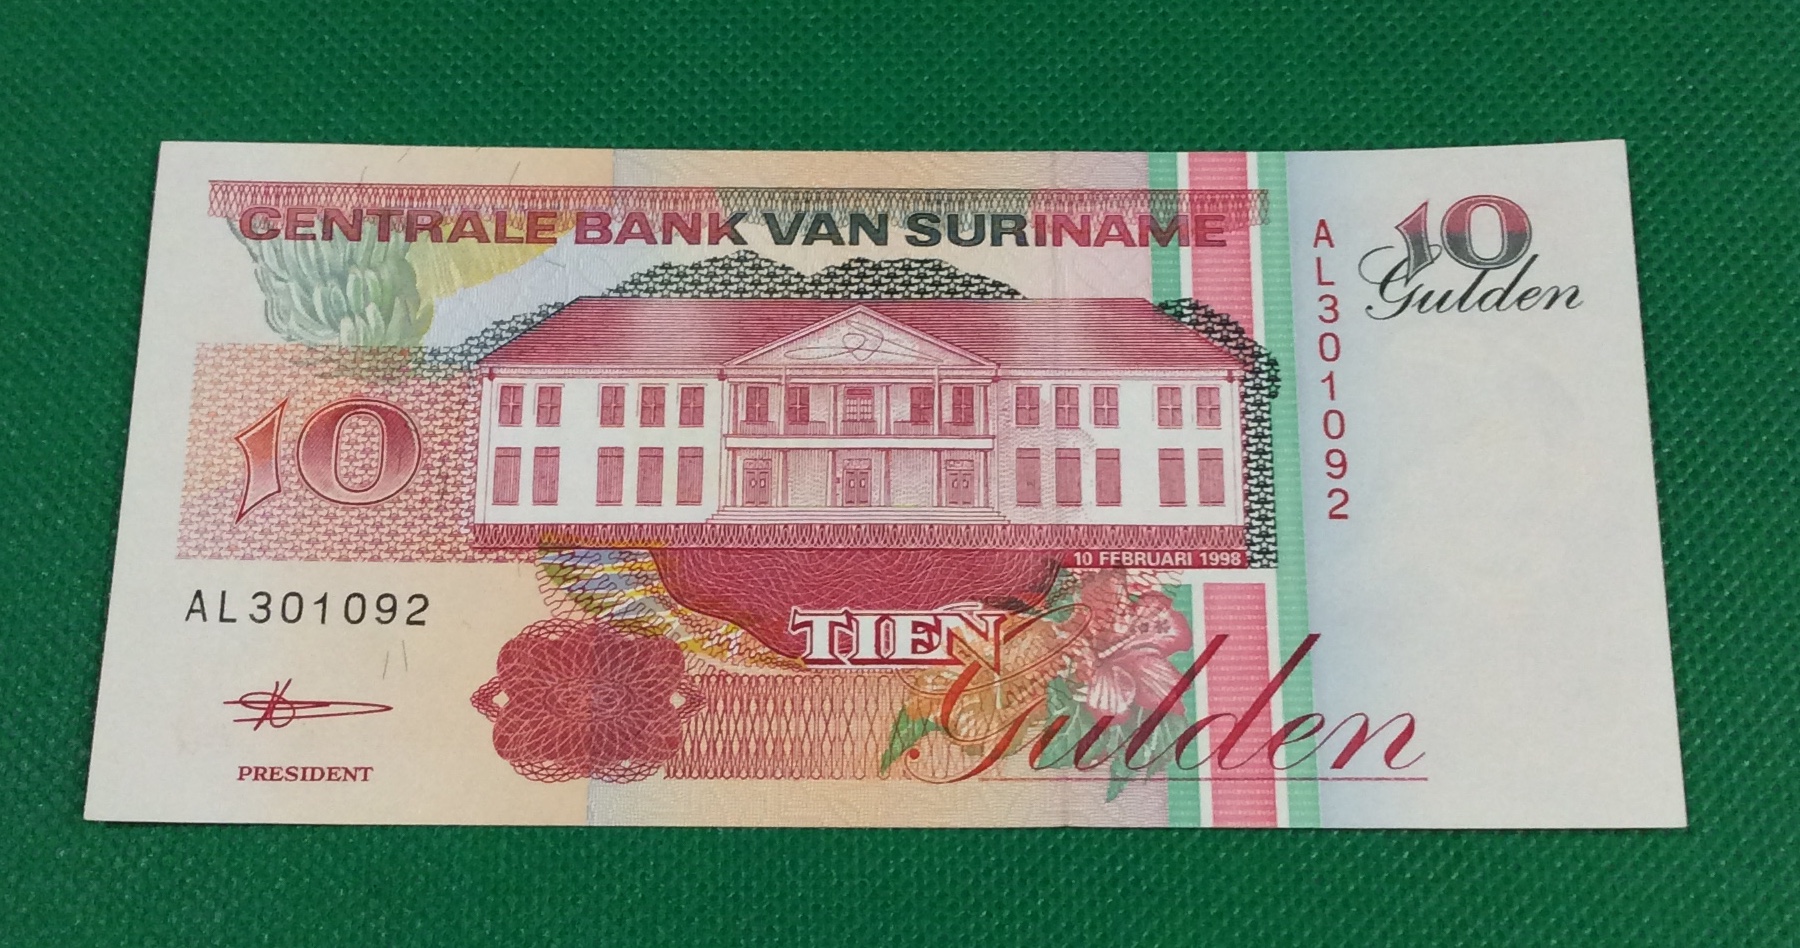 CENTRALE BANK VAN SURINAME
10
Gulden
AL301092
10
10 FEBRUARI 1998
AL301092
TIEN
Gulden
PRESIDENT